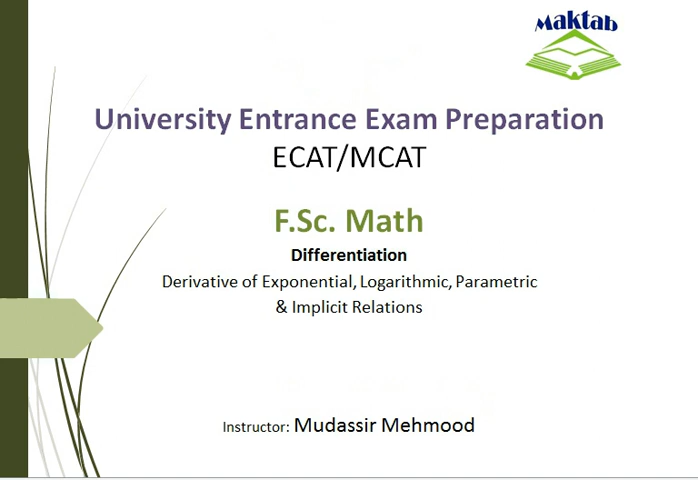 Maktab
University Entrance Exam Preparation
ECAT/MCAT
F.Sc. Math
Differentiation
Derivative of Exponential, Logarithmic, Parametric
& Implicit Relations
Instructor: Mudassir Mehmood